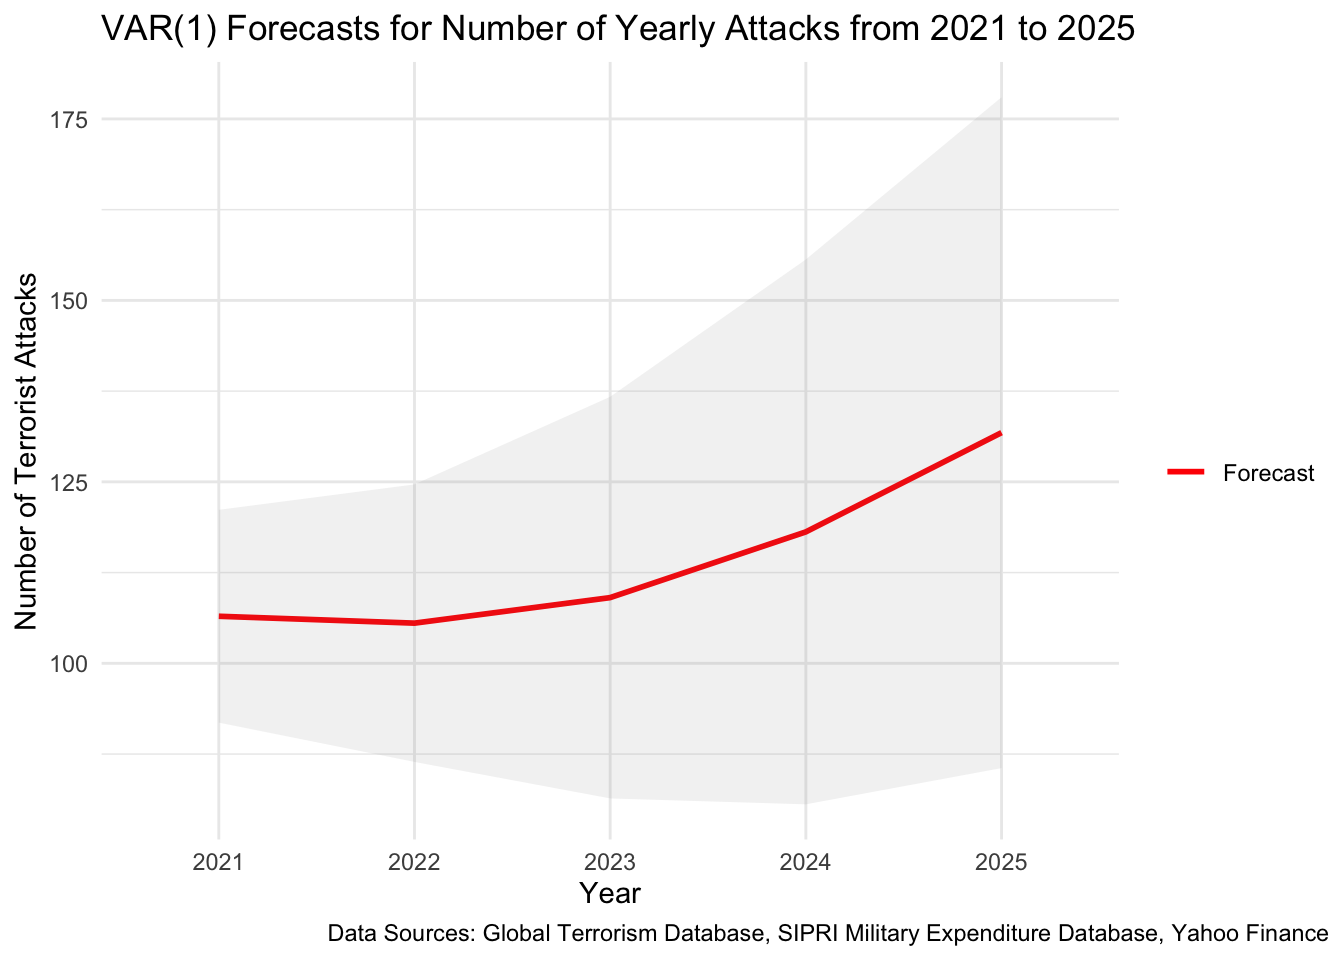 VAR(1) Forecasts for Number of Yearly Attacks from 2021 to 2025
Number of Terrorist Attacks
175
150
125
100
Forecast
2021 2022 2023 2024 2025
Year
Data Sources: Global Terrorism Database, SIPRI Military Expenditure Database, Yahoo Finance